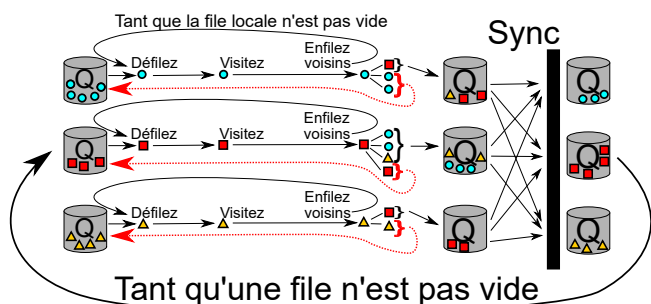 Tant que la file locale n'est pas vide
Sync
Enfilez
voisins
Défilez
Visitez
Q
Q
Q
Enfilez
voisins
Défilez
Visitez
Q
Q
Q
Enfilez
voisins
Défilez
Visitez
Q
Q
Q
Tant qu'une file n'est pas vide